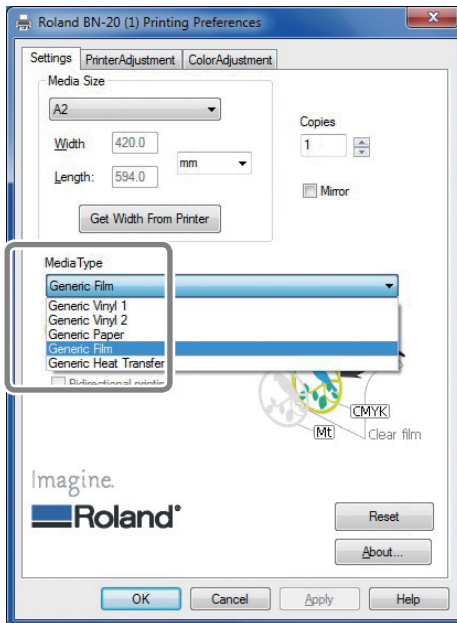 Roland BN-20 (1) Printing Preferences
Settings PrinterAdjustment ColorAdjustment
Media Size
A2
Width 420.0
mm
Length: 594.0
Get Width From Printer
Copies
1
Mirror
MediaType
Generic Film
Generic Vinyl 1
Generic Vinyl 2
Generic Paper
Generic Film
Generic Heat Transfer
Bidirectional printing
CMYK
Mt
Clear film
Imagine.
Roland®
Reset
About...
OK Cancel Apply Help